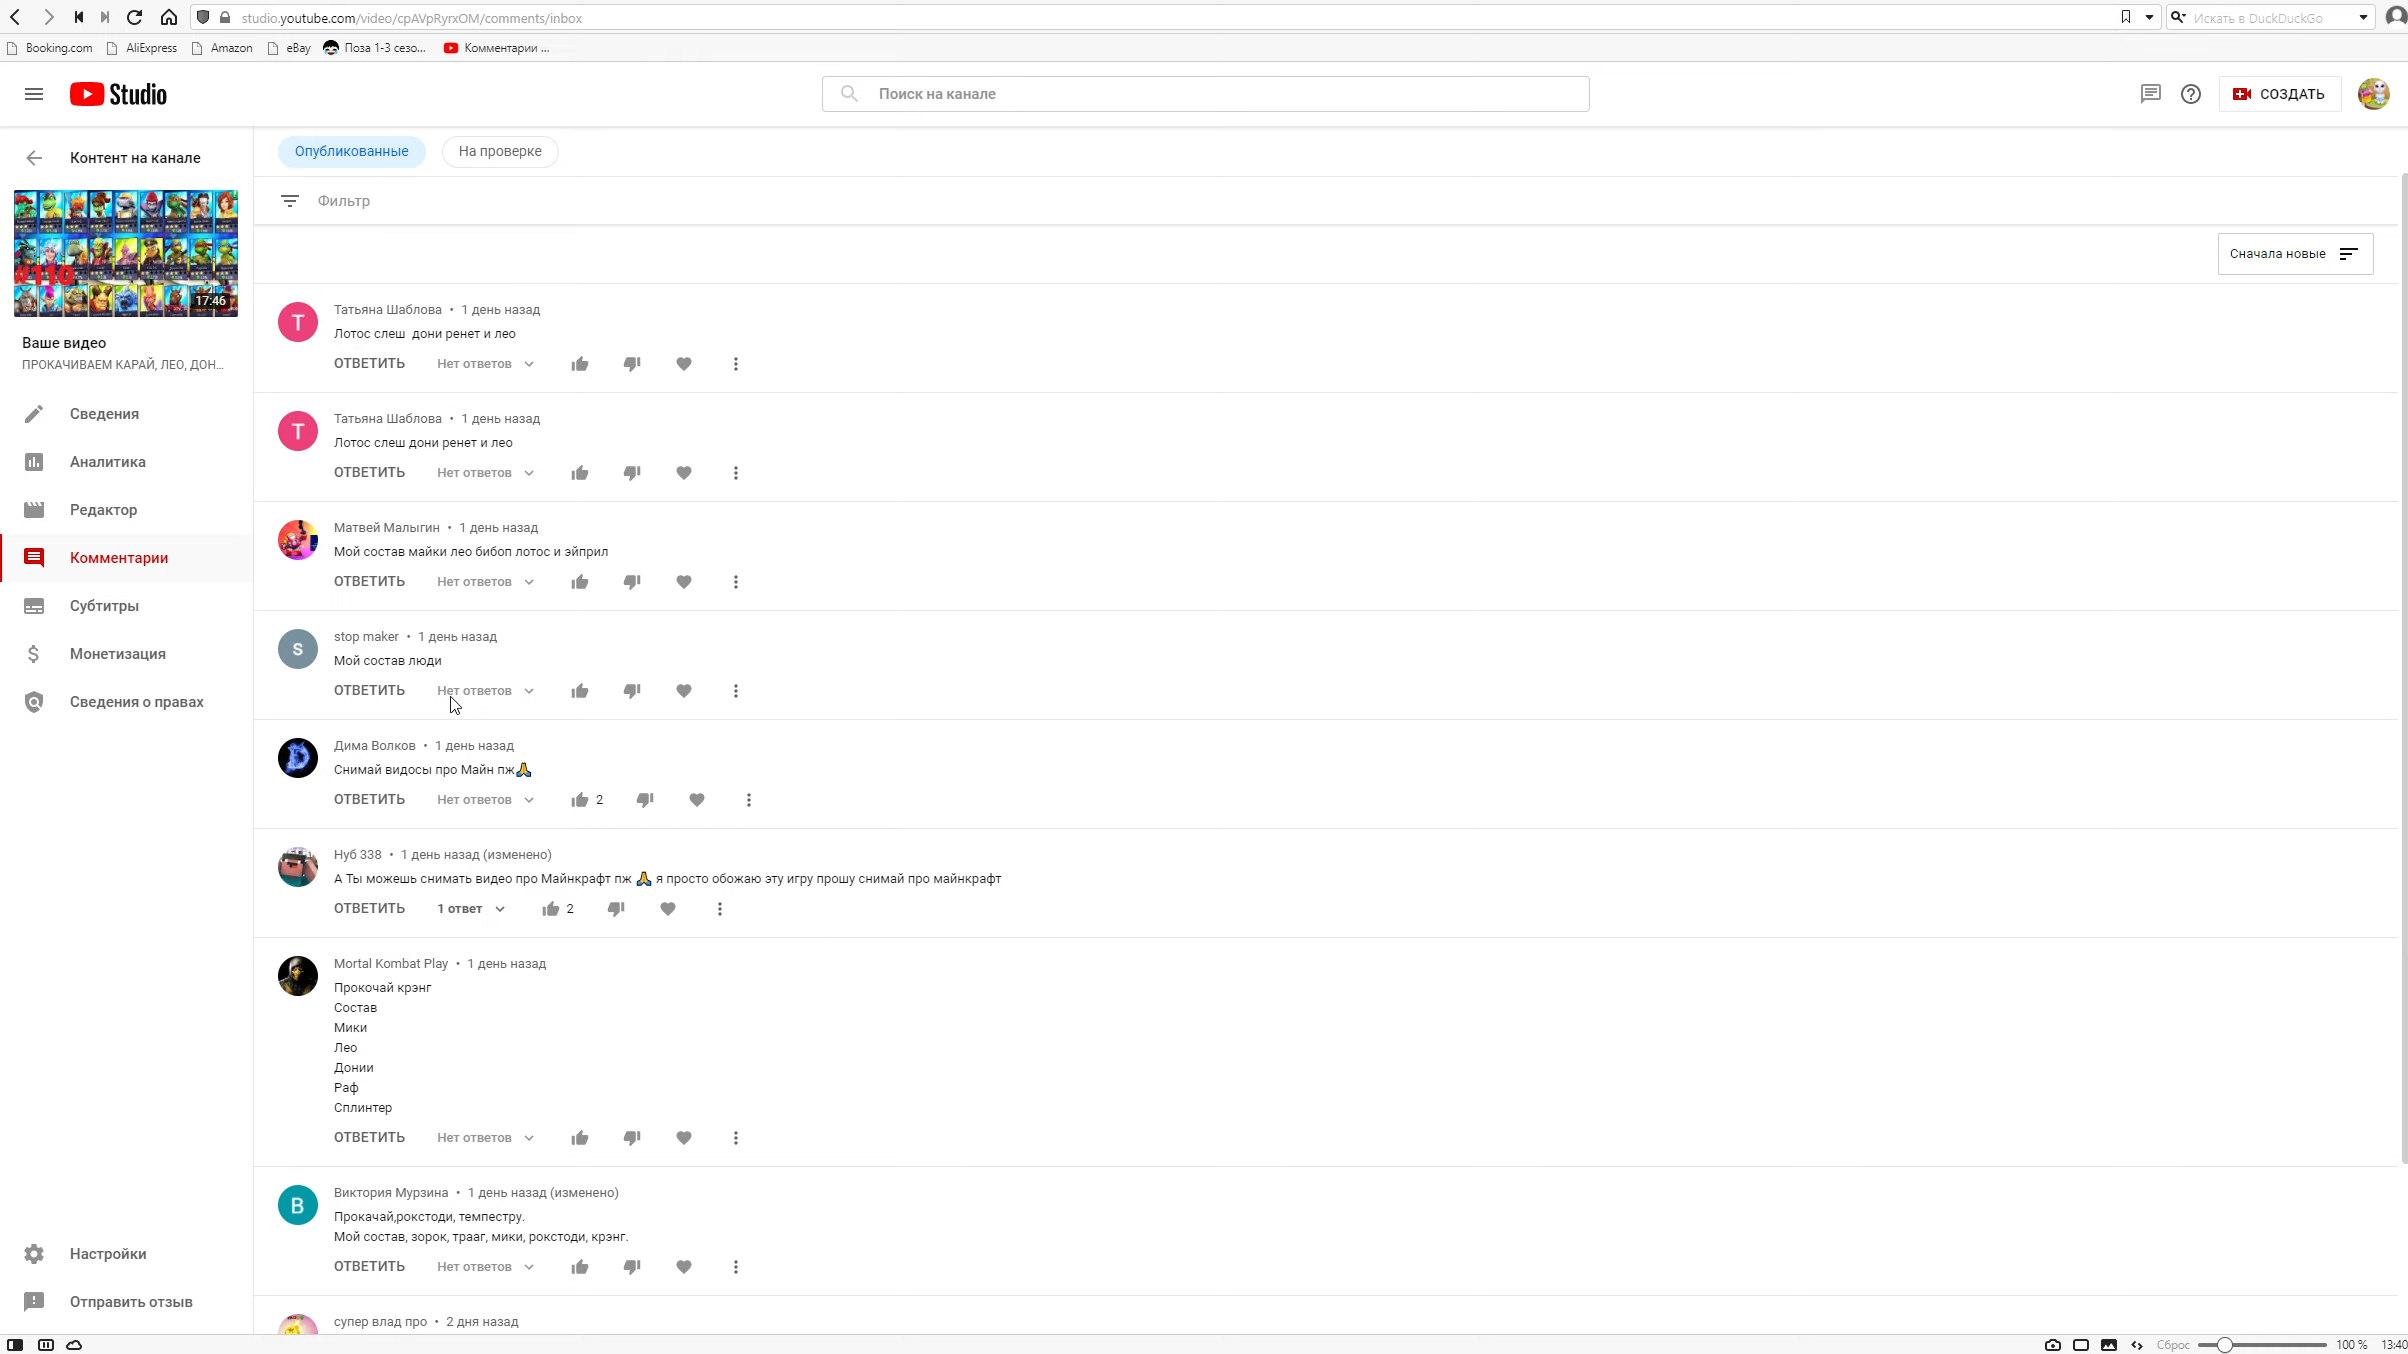 studio.youtube.com/video/cpAVpRyrxOM/comments/inbox
Искать в DuckDuckGo
Booking.com
AliExpress
Amazon
eBay
Поза 1-3 сезо...
Комментарии ...
Studio
Поиск на канале
СОЗДАТЬ
Контент на канале
#110
17:46
Ваше видео
ПРОКАЧИВАЕМ КАРАЙ, ЛЕО, ДОН...
Сведения
Аналитика
Редактор
Комментарии
Субтитры
Монетизация
Сведения о правах
Настройки
Отправить отзыв
Опубликованные
На проверке
Фильтр
Сначала новые
Т
Татьяна Шаблова • 1 день назад
Лотос слеш дони ренет и лео
ОТВЕТИТЬ Нет ответов
Т
Татьяна Шаблова • 1 день назад
Лотос слеш дони ренет и лео
ОТВЕТИТЬ Нет ответов
Матвей Малыгин • 1 день назад
Мой состав майки лео бибоп лотос и эйприл
ОТВЕТИТЬ Нет ответов
s
stop maker • 1 день назад
Мой состав люди
ОТВЕТИТЬ Нет ответов
Дима Волков • 1 день назад
Снимай видосы про Майн пж🙏
ОТВЕТИТЬ Нет ответов 2
Нуб 338 • 1 день назад (изменено)
А Ты можешь снимать видео про Майнкрафт пж 🙏 я просто обожаю эту игру прошу снимай про майнкрафт
ОТВЕТИТЬ 1 ответ 2
Mortal Kombat Play • 1 день назад
Прокочай крэнг
Состав
Мики
Лео
Донии
Раф
Сплинтер
ОТВЕТИТЬ Нет ответов
В
Виктория Мурзина • 1 день назад (изменено)
Прокачай,рокстоди, темпестру.
Мой состав, зорок, трааг, мики, рокстоди, крэнг.
ОТВЕТИТЬ Нет ответов
супер влад про • 2 дня назад
Сброс
100 %
13:40